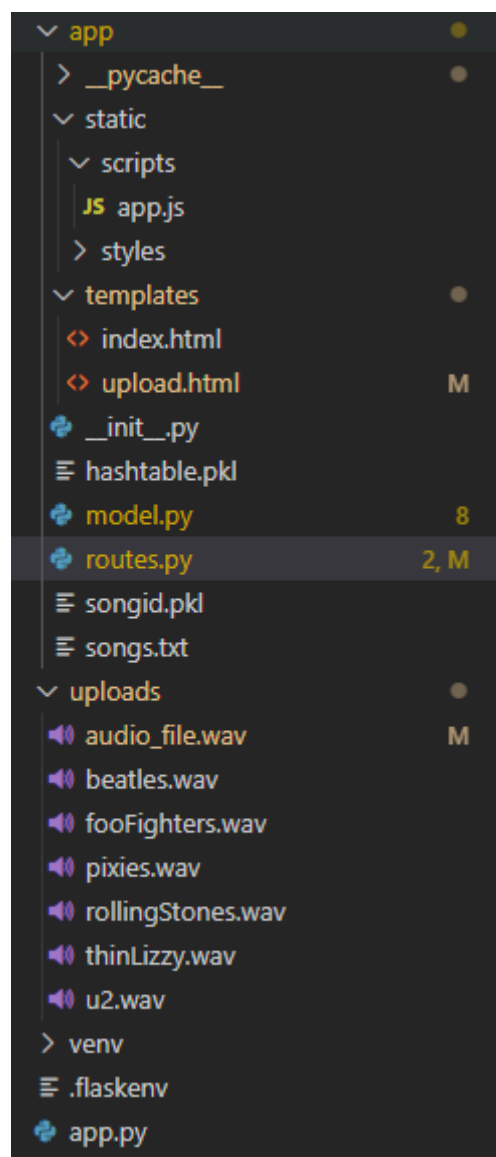 app
__pycache__
static
scripts
JS app.js
styles
templates
index.html
upload.html M
__init__.py
hashtable.pkl
model.py 8
routes.py 2, M
songid.pkl
songs.txt
uploads
audio_file.wav M
beatles.wav
fooFighters.wav
pixies.wav
rollingStones.wav
thinLizzy.wav
u2.wav
venv
.flaskenv
app.py